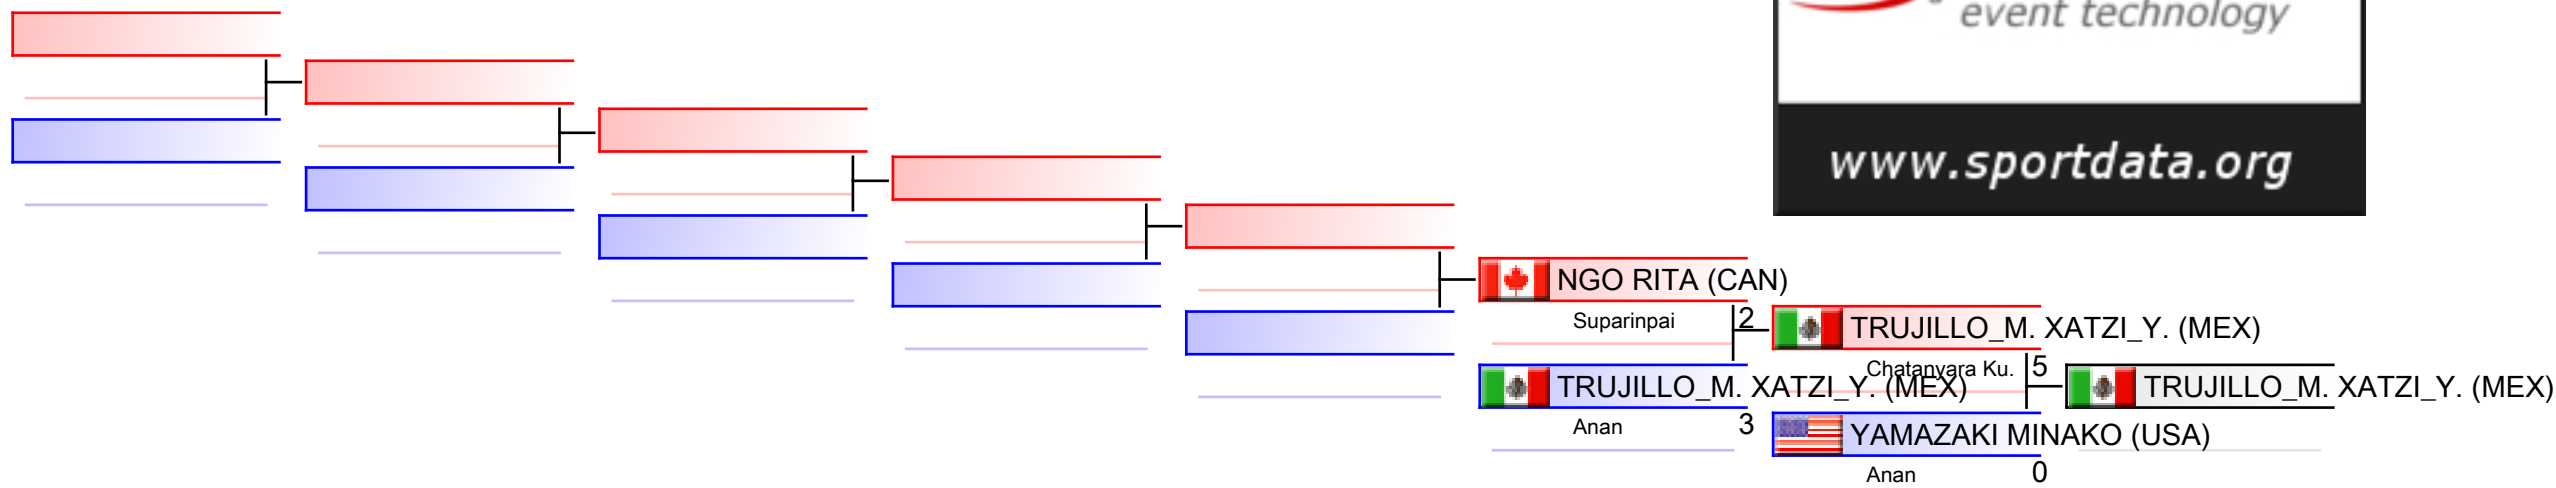 event technology
www.sportdata.org
NGO RITA (CAN)
Suparinpai 2
TRUJILLO_M. XATZI_Y. (MEX)
Chatanyara Ku. 5
TRUJILLO_M. XATZI_Y. (MEX)
TRUJILLO_M. XATZI_Y. (MEX)
Anan 3
YAMAZAKI MINAKO (USA)
Anan 0